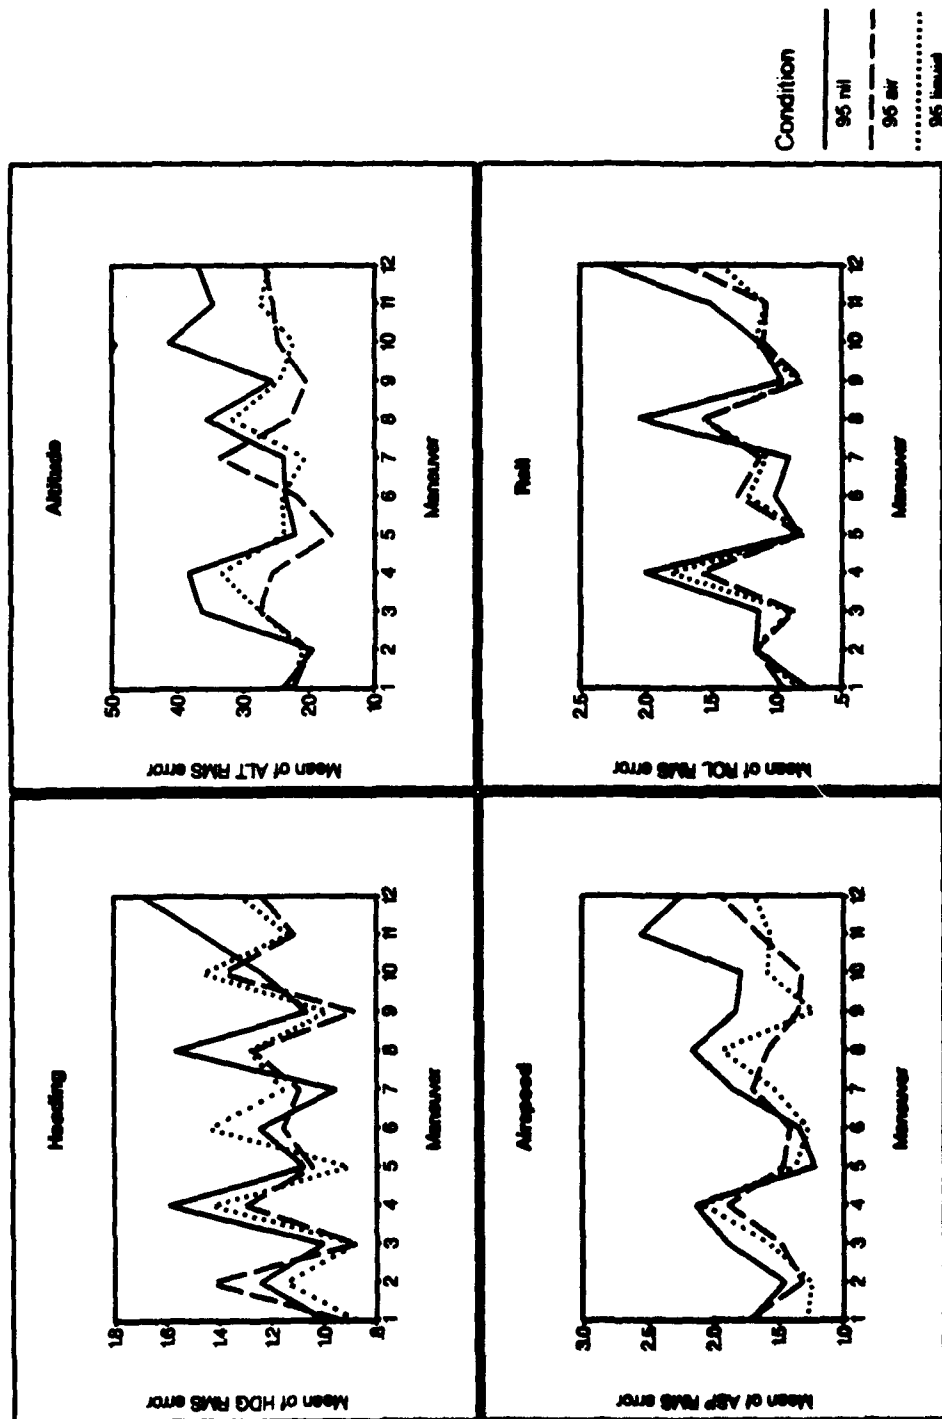 Heading
Mean of HDG RMS error
1.8
1.6
1.4
1.2
1.0
.8
1 2 3 4 5 6 7 8 9 10 11 12
Maneuver
Altitude
Mean of ALT RMS error
50
40
30
20
10
1 2 3 4 5 6 7 8 9 10 11 12
Maneuver
Airspeed
Mean of ASP RMS error
3.0
2.5
2.0
1.5
1.0
1 2 3 4 5 6 7 8 9 10 11 12
Maneuver
Roll
Mean of ROL RMS error
2.5
2.0
1.5
1.0
.5
1 2 3 4 5 6 7 8 9 10 11 12
Maneuver
Condition
95 nil
95 air
95 liquid